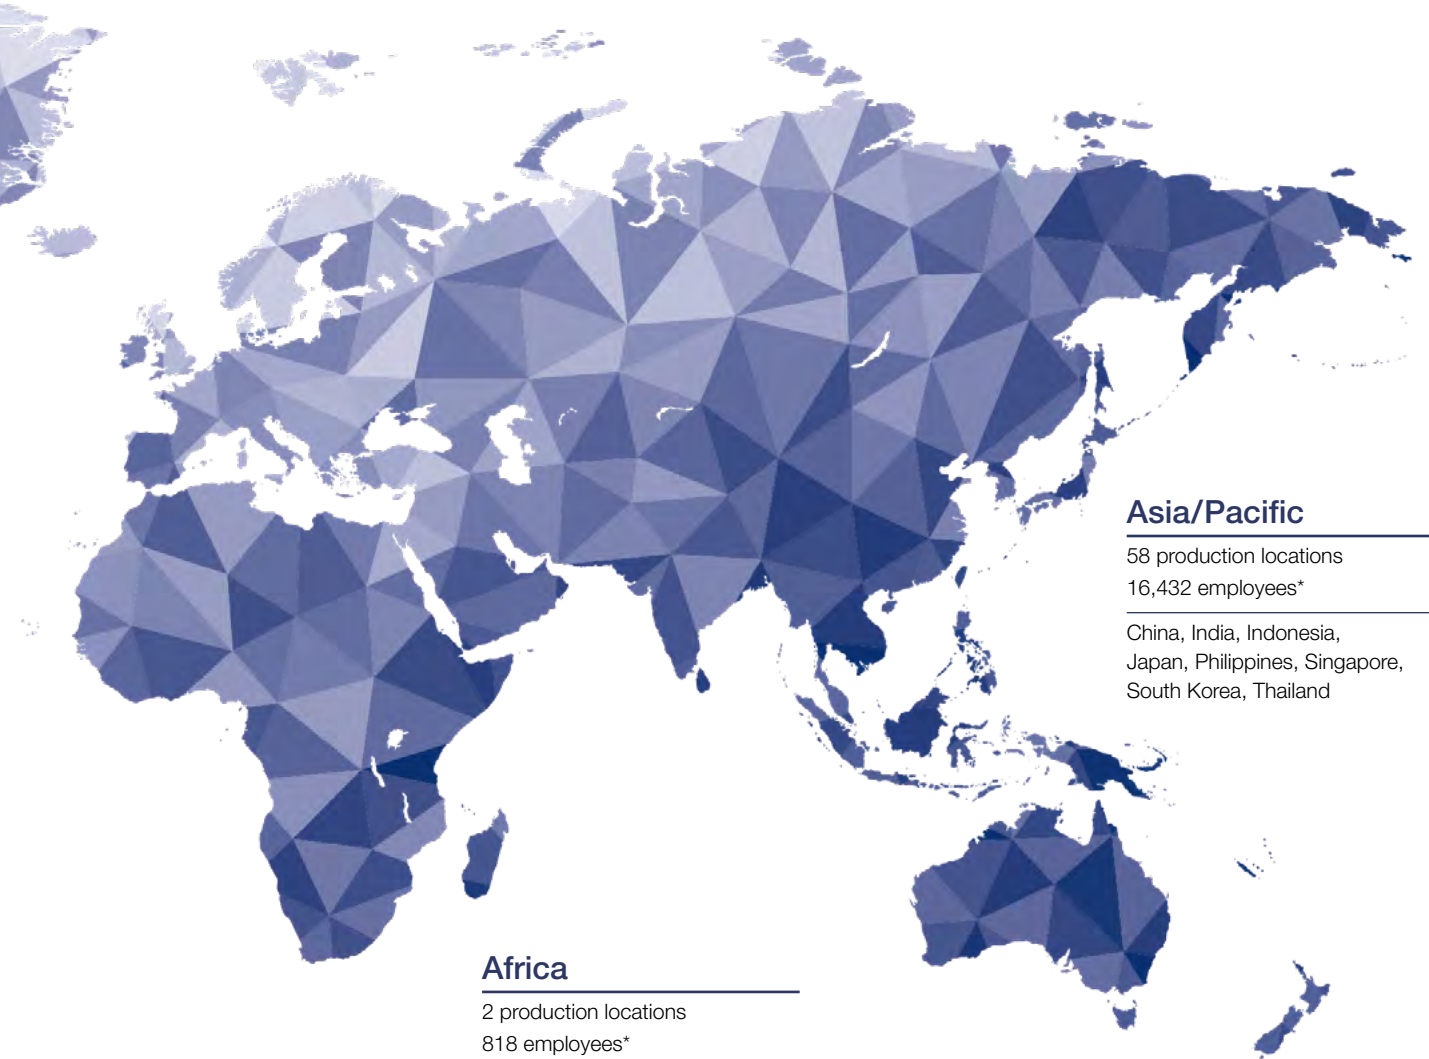 Asia/Pacific
58 production locations
16,432 employees*
China, India, Indonesia,
Japan, Philippines, Singapore,
South Korea, Thailand
Africa
2 production locations
818 employees*